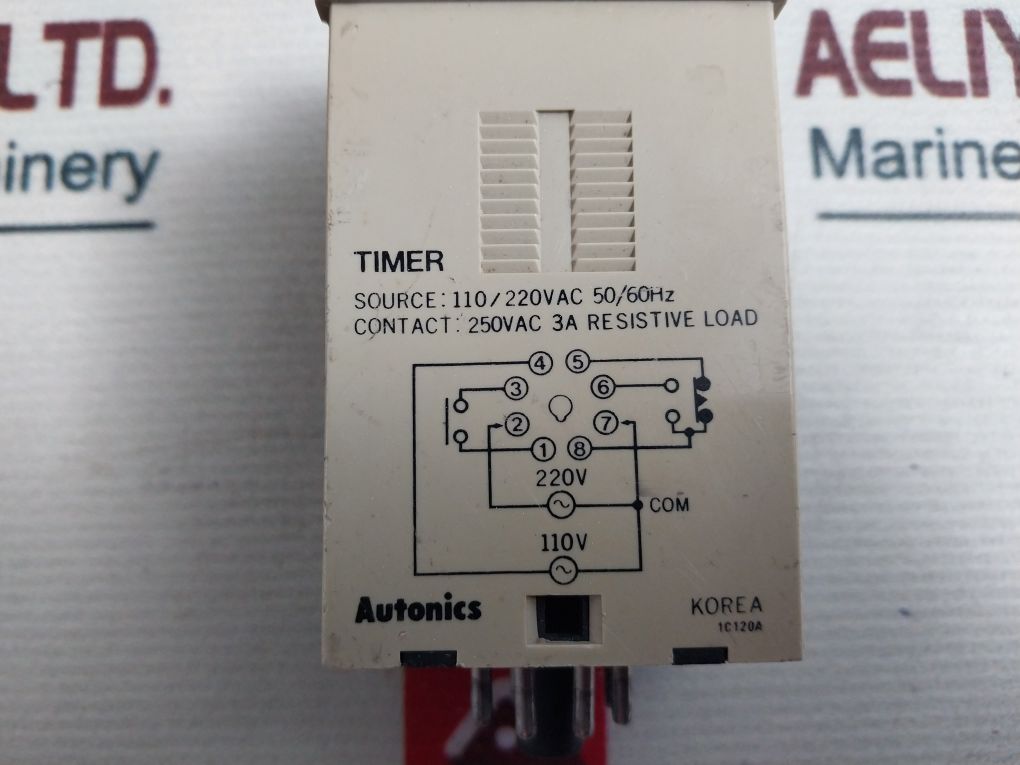 LTD.
AELIY
inery
Marine
TIMER
SOURCE: 110/220VAC 50/60Hz
CONTACT: 250VAC 3A RESISTIVE LOAD
4 5
3 6
2 7
1 8
220V
COM
110V
Autonics
KOREA
1C120A